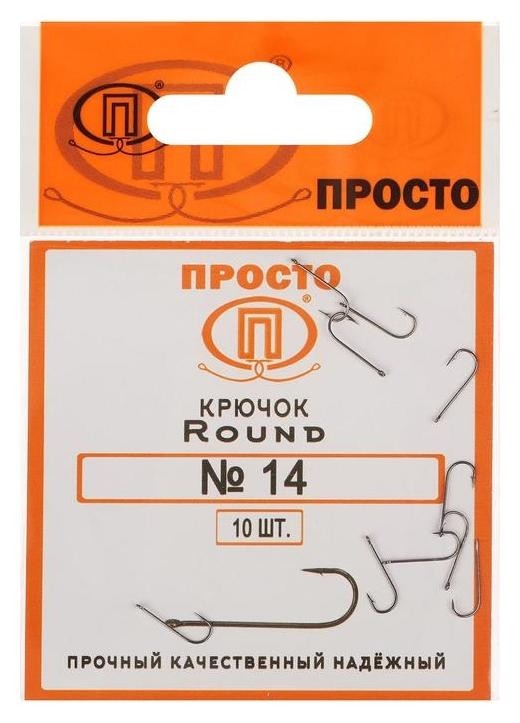 П ®
П ®
ПРОСТО
ПРОСТО
П ®
КРЮЧОК
ROUND
№ 14
10 ШТ.
ПРОЧНЫЙ КАЧЕСТВЕННЫЙ НАДЁЖНЫЙ